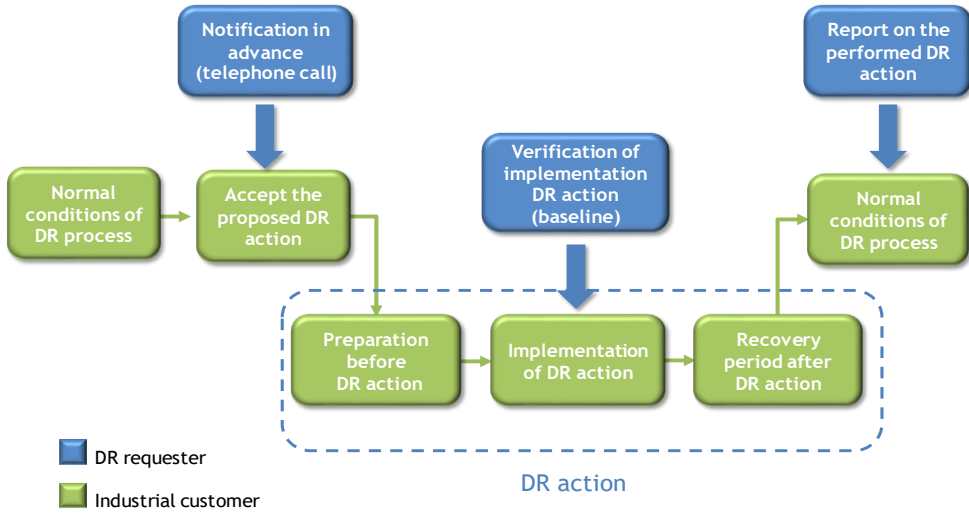 Notification in
advance
(telephone call)
Report on the
performed DR
action
Verification of
implementation
DR action
(baseline)
Normal
conditions of
DR process
Accept the
proposed DR
action
Normal
conditions of
DR process
Preparation
before
DR action
Implementation
of DR action
Recovery
period after
DR action
DR requester
DR action
Industrial customer